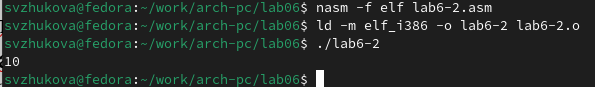 svzhukova@fedora:~/work/arch-pc/lab06$ nasm -f elf lab6-2.asm
svzhukova@fedora:~/work/arch-pc/lab06$ ld -m elf_i386 -o lab6-2 lab6-2.o
svzhukova@fedora:~/work/arch-pc/lab06$ ./lab6-2
10
svzhukova@fedora:~/work/arch-pc/lab06$